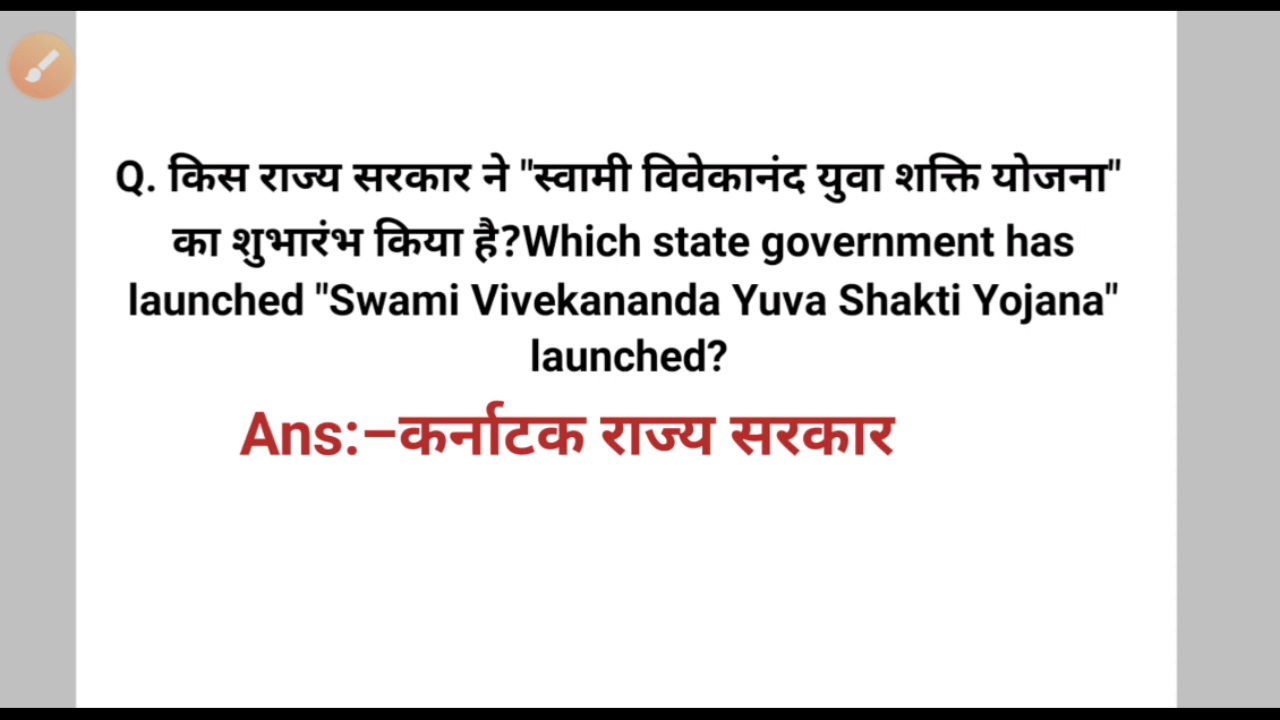 Q. किस राज्य सरकार ने "स्वामी विवेकानंद युवा शक्ति योजना"
का शुभारंभ किया है?Which state government has
launched "Swami Vivekananda Yuva Shakti Yojana"
launched?
Ans:–कर्नाटक राज्य सरकार